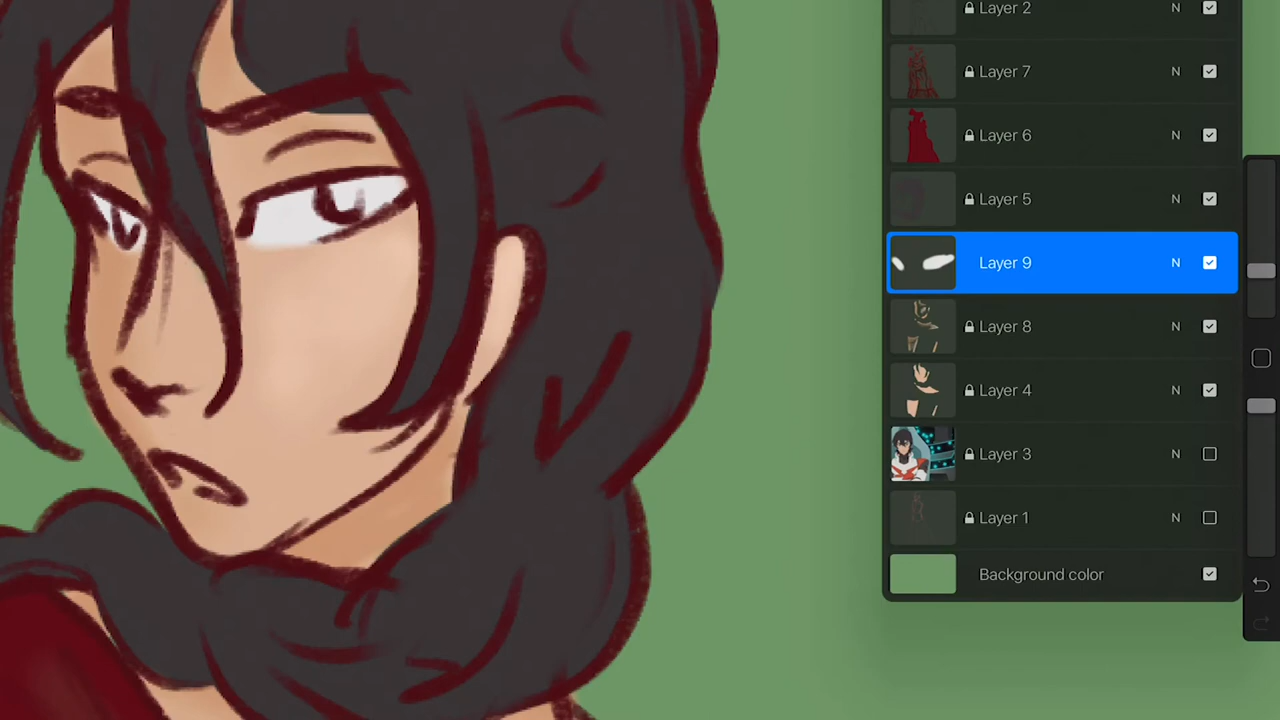 Layer 2 N
Layer 7 N
Layer 6 N
Layer 5 N
Layer 9 N
Layer 8 N
Layer 4 N
Layer 3 N
Layer 1 N
Background color